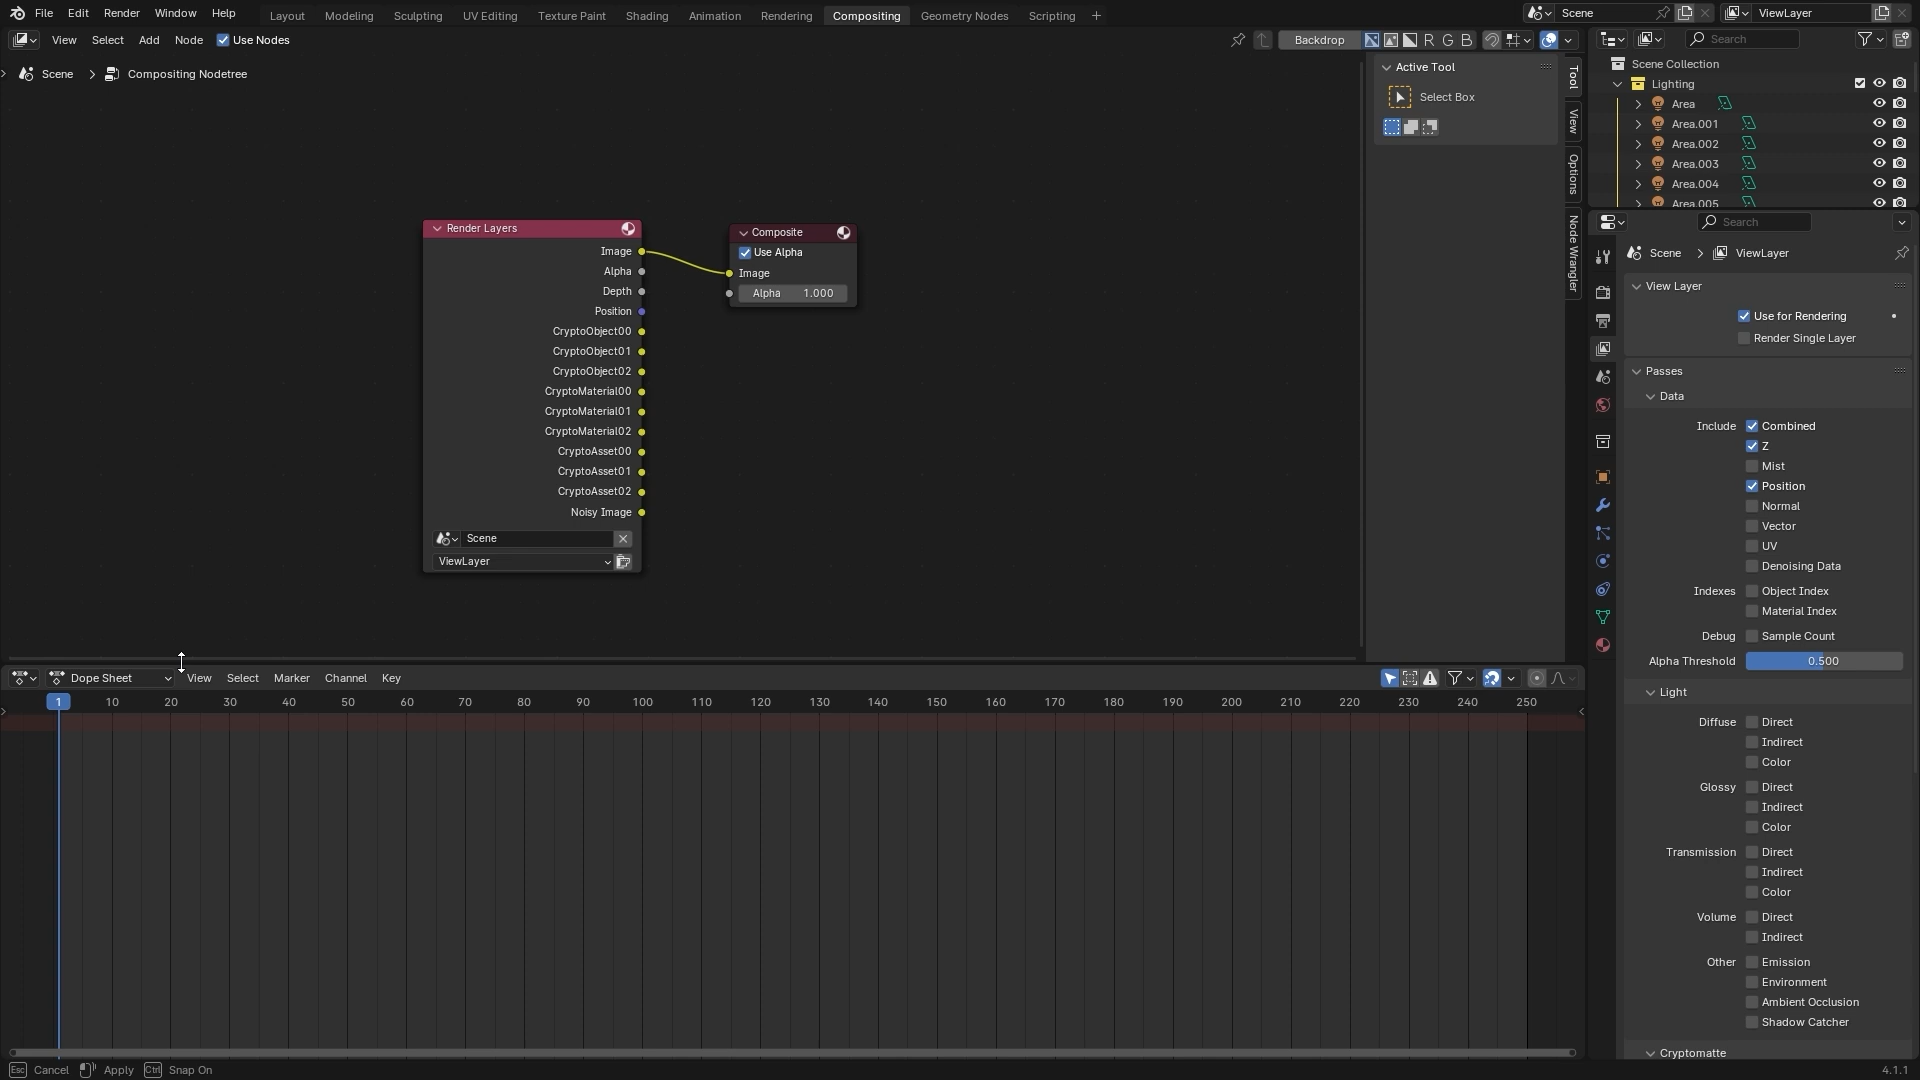 File Edit Render Window Help Layout Modeling Sculpting UV Editing Texture Paint Shading Animation Rendering Compositing Geometry Nodes Scripting + Scene ViewLayer
View Select Add Node Use Nodes Backdrop R G B Search
Scene > Compositing Nodetree
Active Tool
Select Box
Tool
View
Options
Node Wrangler
Scene Collection
Lighting
Area
Area.001
Area.002
Area.003
Area.004
Area.005
Search
Render Layers
Image
Alpha
Depth
Position
CryptoObject00
CryptoObject01
CryptoObject02
CryptoMaterial00
CryptoMaterial01
CryptoMaterial02
CryptoAsset00
CryptoAsset01
CryptoAsset02
Noisy Image
Scene
ViewLayer
Composite
Use Alpha
Image
Alpha 1.000
Scene > ViewLayer
View Layer
Use for Rendering
Render Single Layer
Passes
Data
Include Combined
Z
Mist
Position
Normal
Vector
UV
Denoising Data
Indexes Object Index
Material Index
Debug Sample Count
Alpha Threshold 0.500
Light
Diffuse Direct
Indirect
Color
Glossy Direct
Indirect
Color
Transmission Direct
Indirect
Color
Volume Direct
Indirect
Other Emission
Environment
Ambient Occlusion
Shadow Catcher
Cryptomatte
Dope Sheet View Select Marker Channel Key
1 10 20 30 40 50 60 70 80 90 100 110 120 130 140 150 160 170 180 190 200 210 220 230 240 250
Esc Cancel Apply Ctrl Snap On 4.1.1